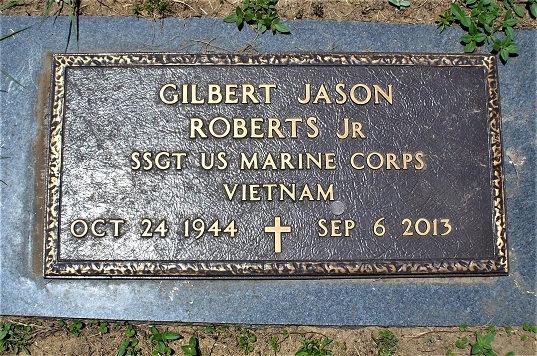 GILBERT JASON
ROBERTS JR
SSGT US MARINE CORPS
VIETNAM
OCT 24 1944 SEP 6 2013